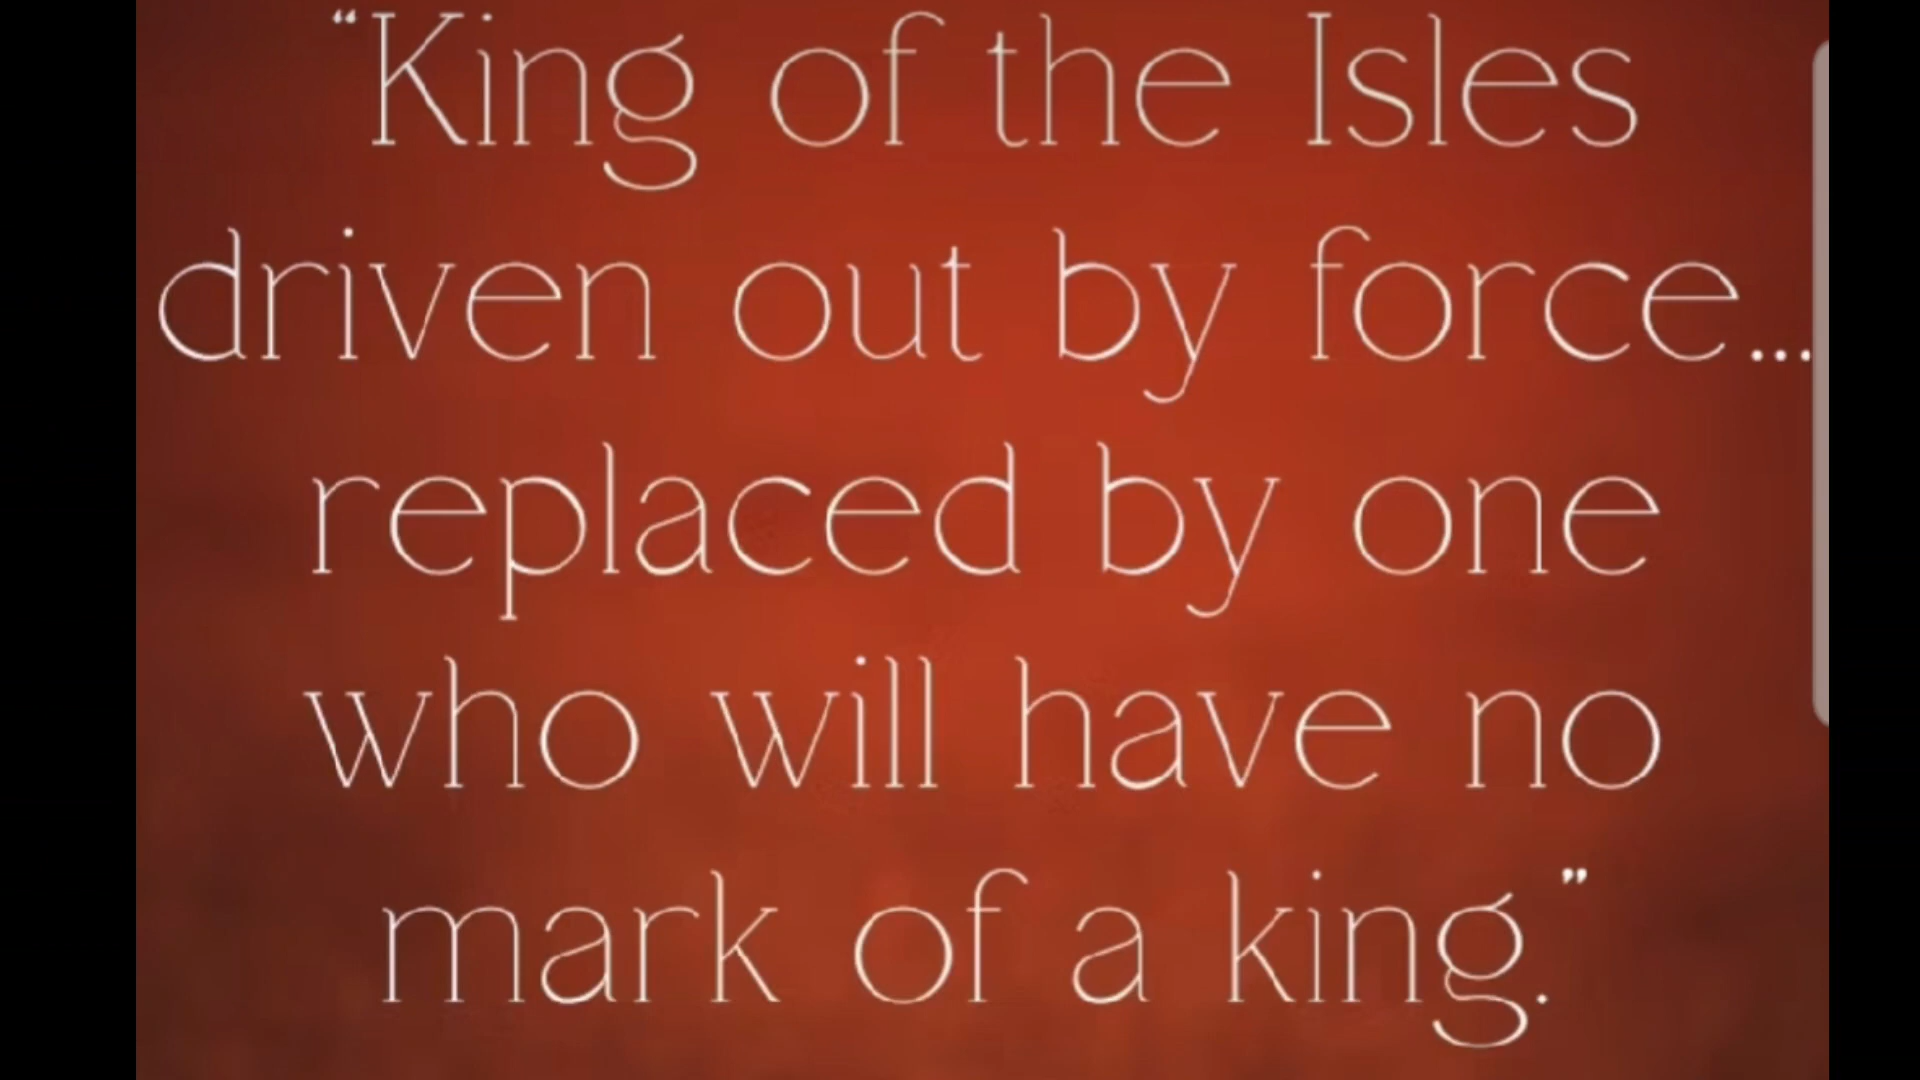 “King of the Isles
driven out by force...
replaced by one
who will have no
mark of a king.”